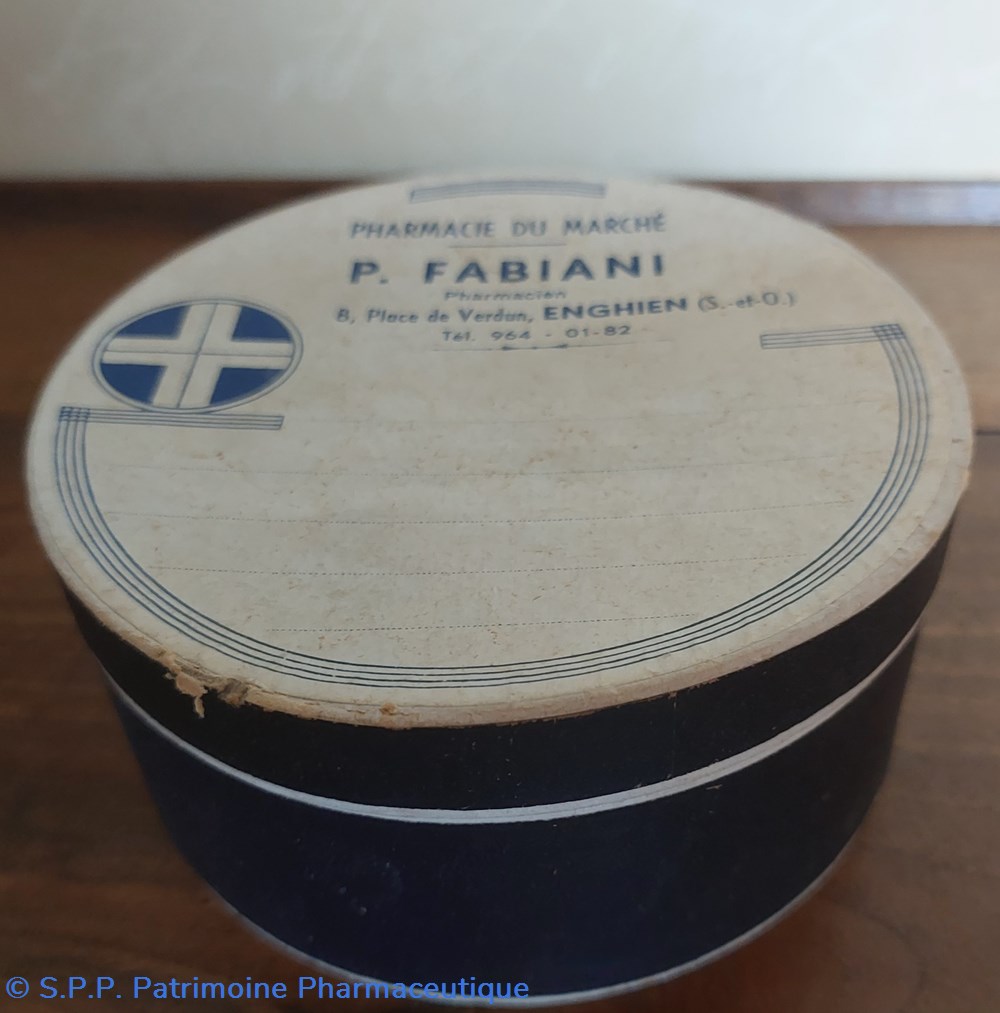 PHARMACIE DU MARCHÉ
P. FABIANI
Pharmacien
8, Place de Verdun, ENGHIEN (S.-et-O.)
Tél. 964 - 01-82
© S.P.P. Patrimoine Pharmaceutique